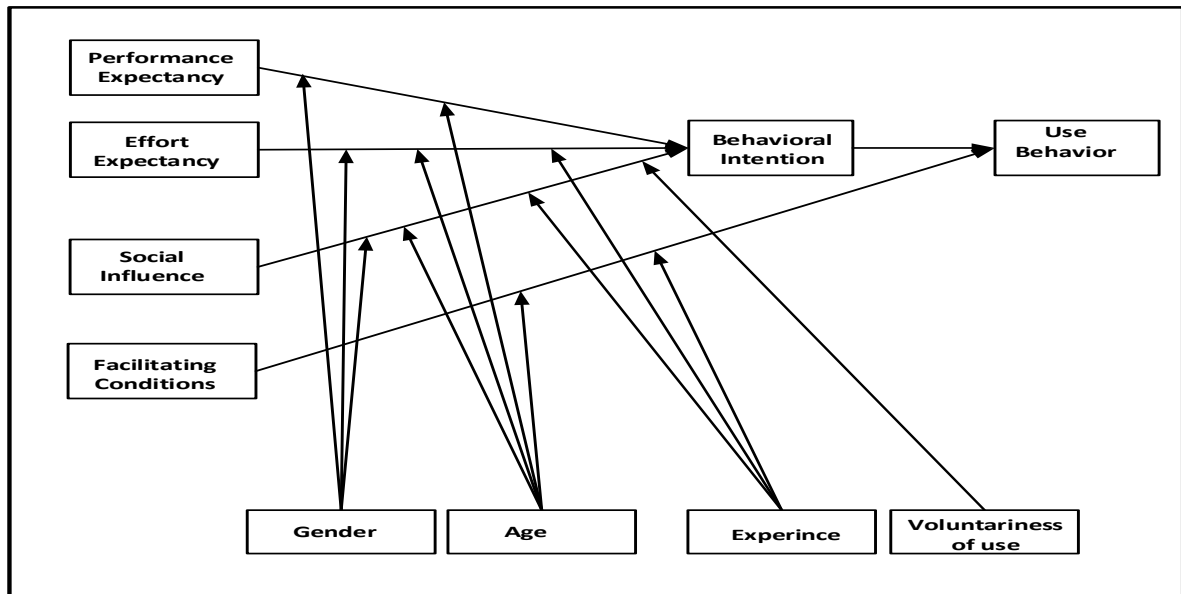 Performance
Expectancy
Effort
Expectancy
Behavioral
Intention
Use
Behavior
Social
Influence
Facilitating
Conditions
Gender
Age
Experince
Voluntariness
of use